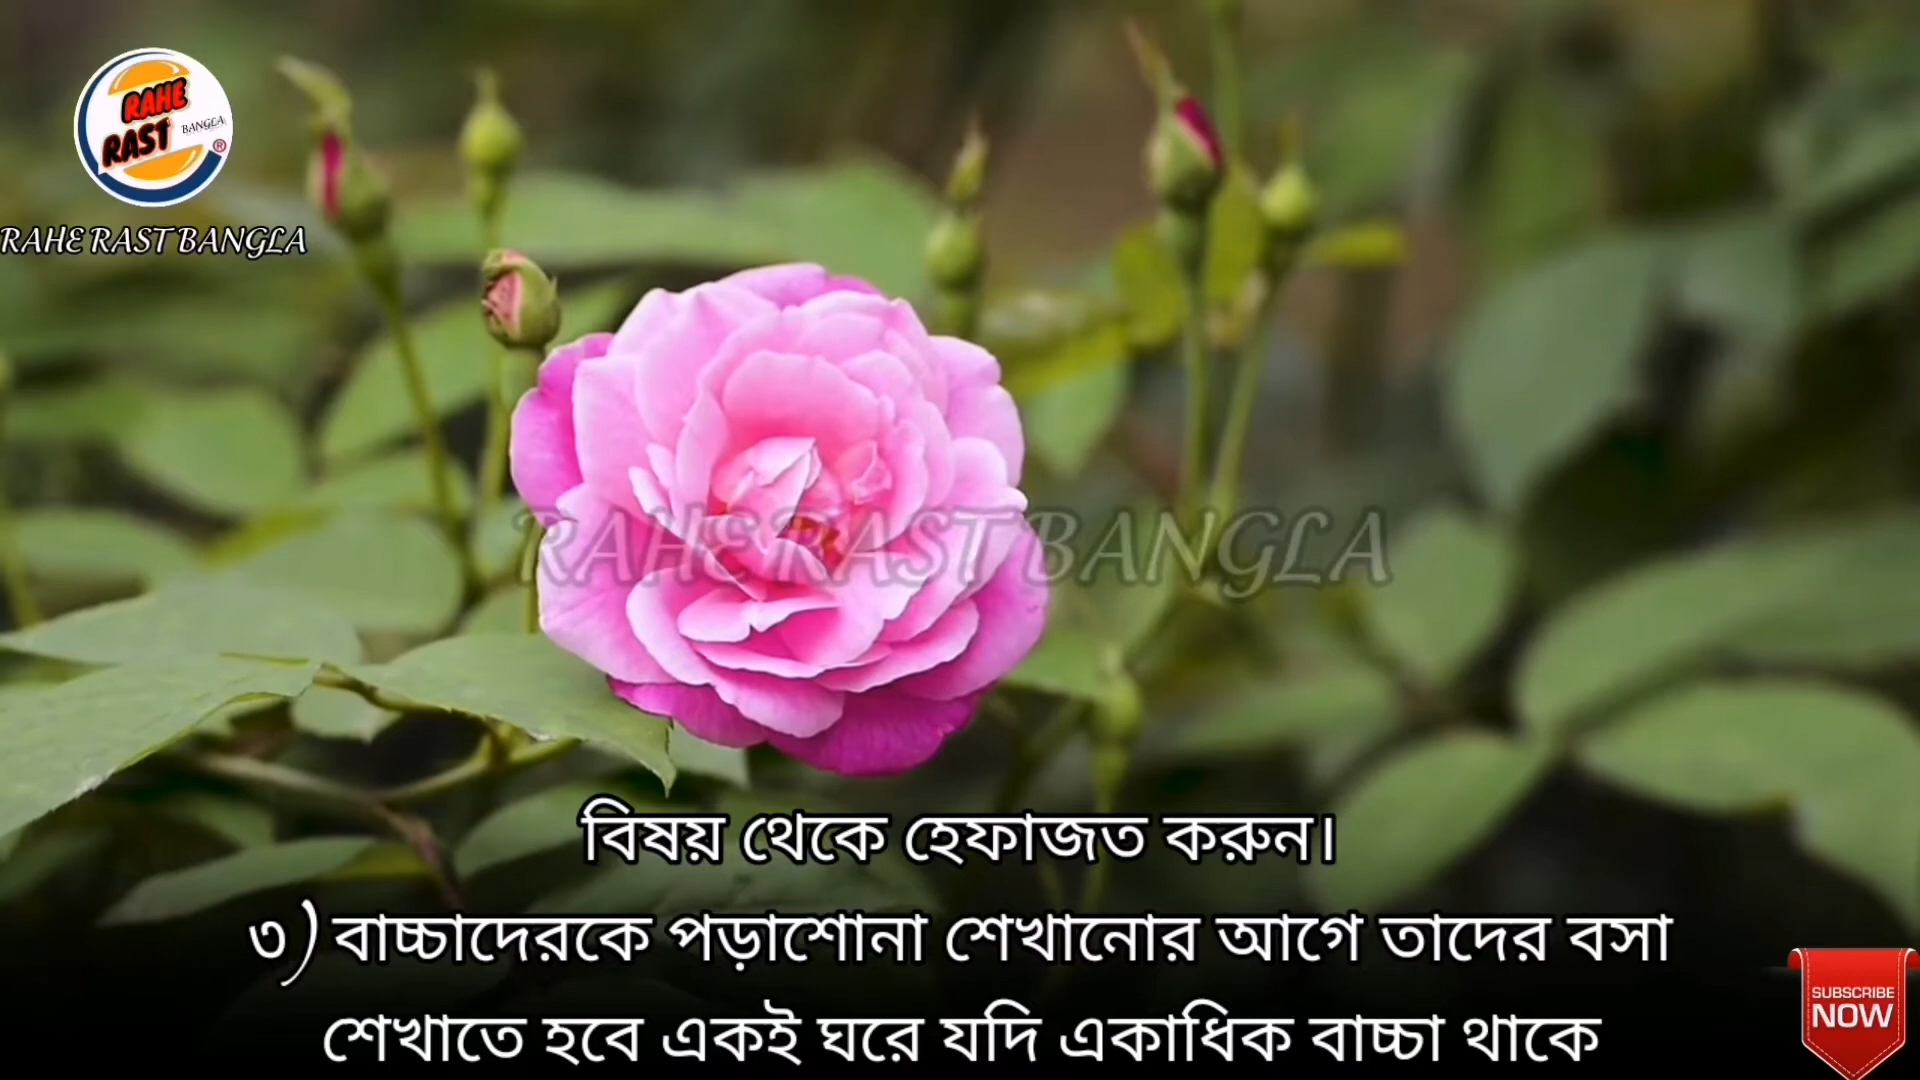 RAHE
RAST BANGLA
®
RAHE RAST BANGLA
RAHE RAST BANGLA
বিষয় থেকে হেফাজত করুন।
৩) বাচ্চাদেরকে পড়াশোনা শেখানোর আগে তাদের বসা
শেখাতে হবে একই ঘরে যদি একাধিক বাচ্চা থাকে
SUBSCRIBE
NOW